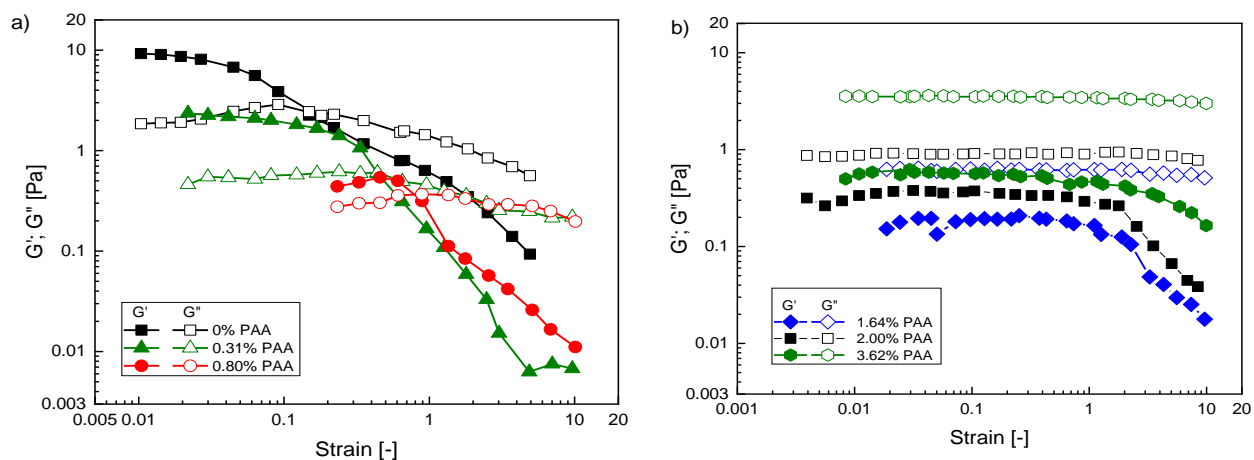 a)
G'; G" [Pa]
20
10
1
0.1
0.01
0.003
0.005
0.01
0.1
1
10
20
Strain [-]
G' G"
0% PAA
0.31% PAA
0.80% PAA
b)
G'; G" [Pa]
20
10
1
0.1
0.01
0.003
0.001
0.01
0.1
1
10
20
Strain [-]
G' G"
1.64% PAA
2.00% PAA
3.62% PAA